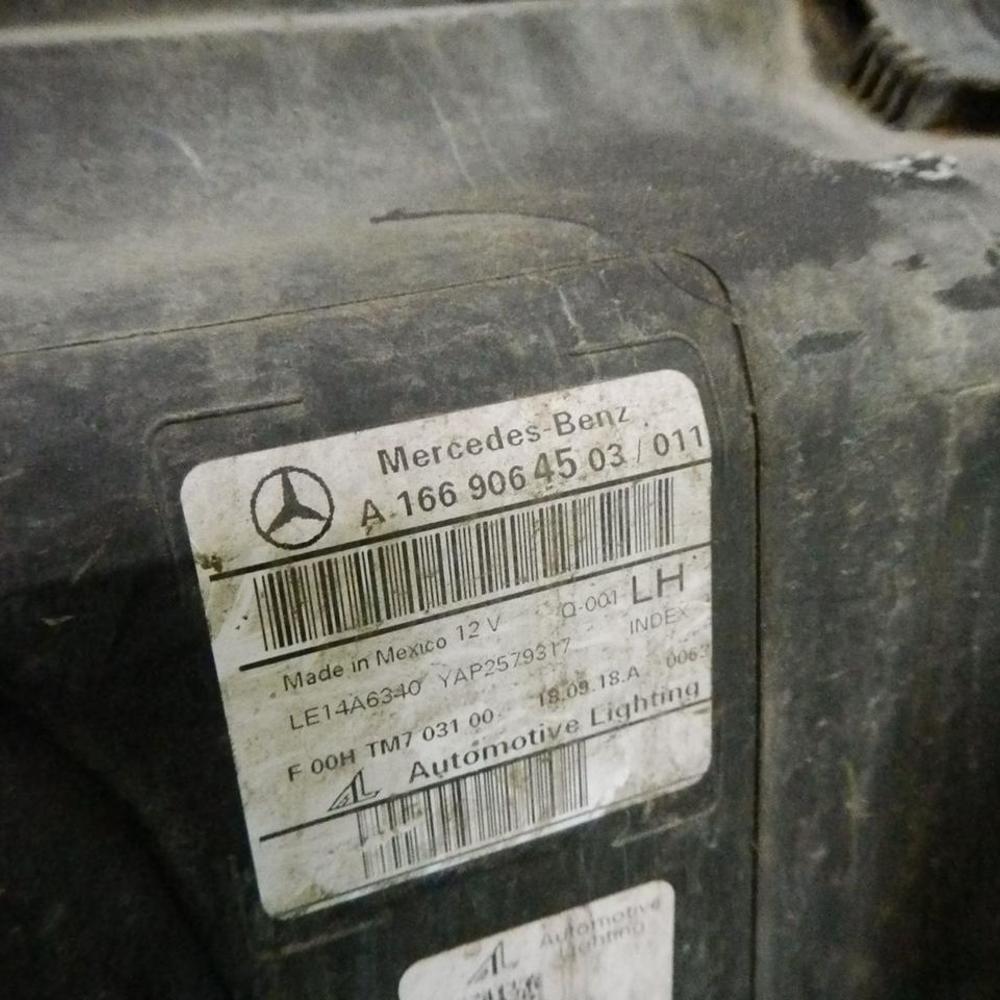 Mercedes-Benz
A 166 906 45 03 / 011
Made in Mexico 12 V Q-001 LH
LE14A6340 YAP2579317 INDEX
F 00H TM7 031 00 18.09.18.A 0063
Automotive Lighting
Automotive
Lighting